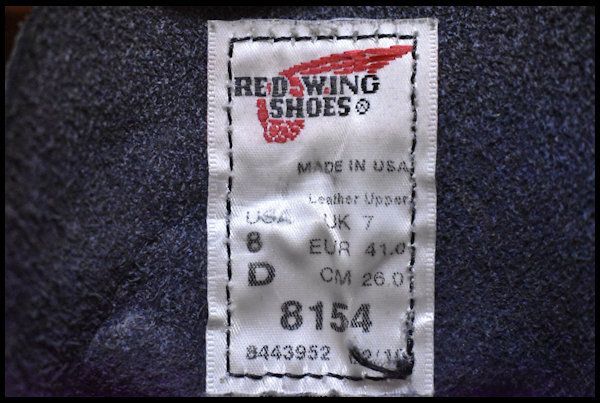 RED WING
SHOES ®
MADE IN USA
Leather Upper
USA UK 7
8 EUR 41.0
D CM 26.0
8154
8443952